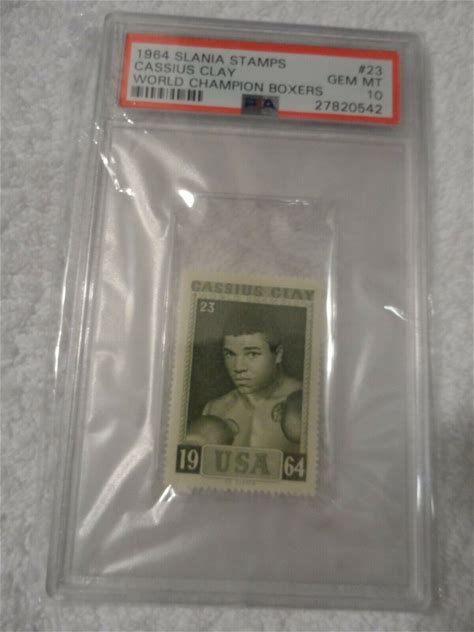 1964 SLANIA STAMPS #23
CASSIUS CLAY GEM MT
WORLD CHAMPION BOXERS 10
PSA 27820542
CASSIUS CLAY
23
19 USA 64